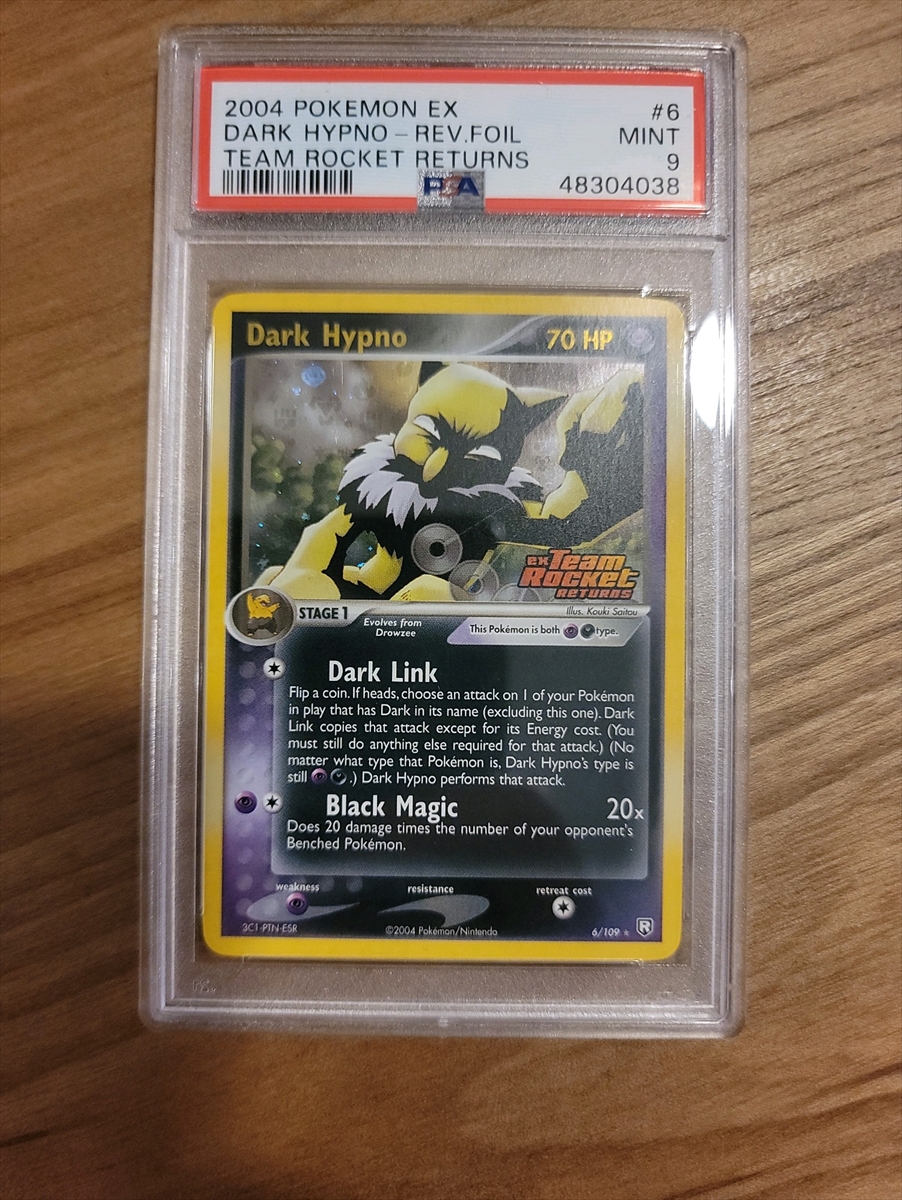 2004 POKEMON EX #6
DARK HYPNO – REV.FOIL MINT
TEAM ROCKET RETURNS 9
PSA 48304038
Dark Hypno 70 HP
EX Team
Rocket
RETURNS
Illus. Kouki Saitou
STAGE 1
Evolves from
Drowzee
This Pokémon is both type.
Dark Link
Flip a coin. If heads, choose an attack on 1 of your Pokémon
in play that has Dark in its name (excluding this one). Dark
Link copies that attack except for its Energy cost. (You
must still do anything else required for that attack.) (No
matter what type that Pokémon is, Dark Hypno's type is
still .) Dark Hypno performs that attack.
Black Magic 20x
Does 20 damage times the number of your opponent's
Benched Pokémon.
weakness resistance retreat cost
3C1-PTN-E5R ©2004 Pokémon/Nintendo 6/109 ★ R